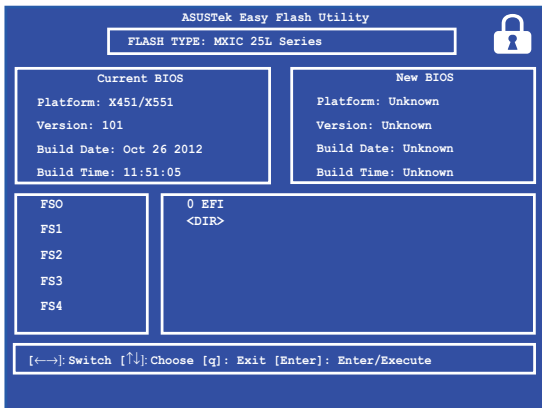 ASUSTek Easy Flash Utility
FLASH TYPE: MXIC 25L Series
Current BIOS
Platform: X451/X551
Version: 101
Build Date: Oct 26 2012
Build Time: 11:51:05
New BIOS
Platform: Unknown
Version: Unknown
Build Date: Unknown
Build Time: Unknown
FSO
FS1
FS2
FS3
FS4
0 EFI
<DIR>
[←→]: Switch [↑↓]: Choose [q]: Exit [Enter]: Enter/Execute